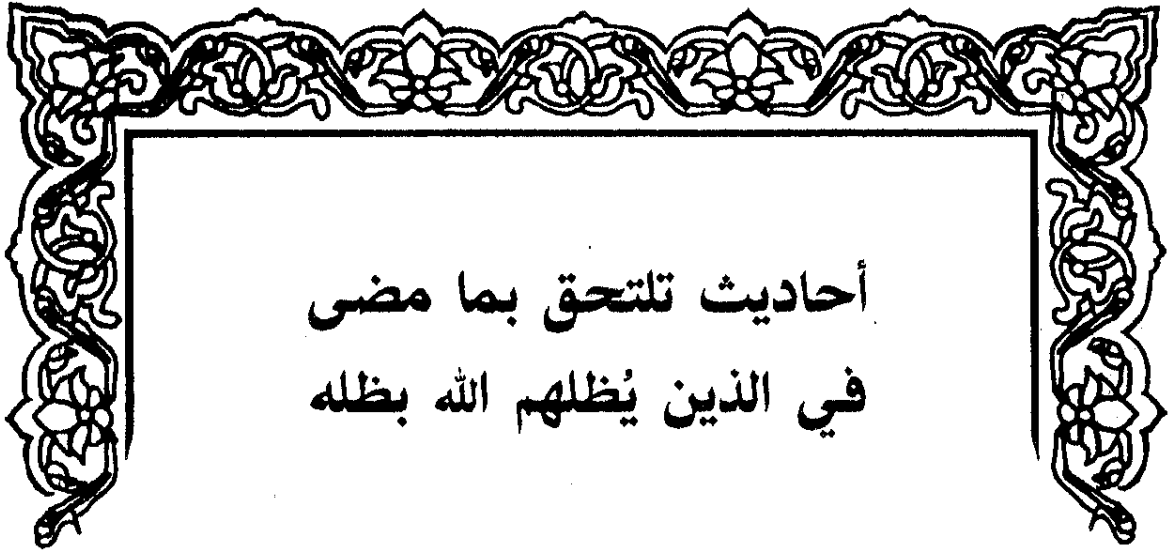 أحاديث تلتحق بما مضى
في الذين يُظلهم الله بظله